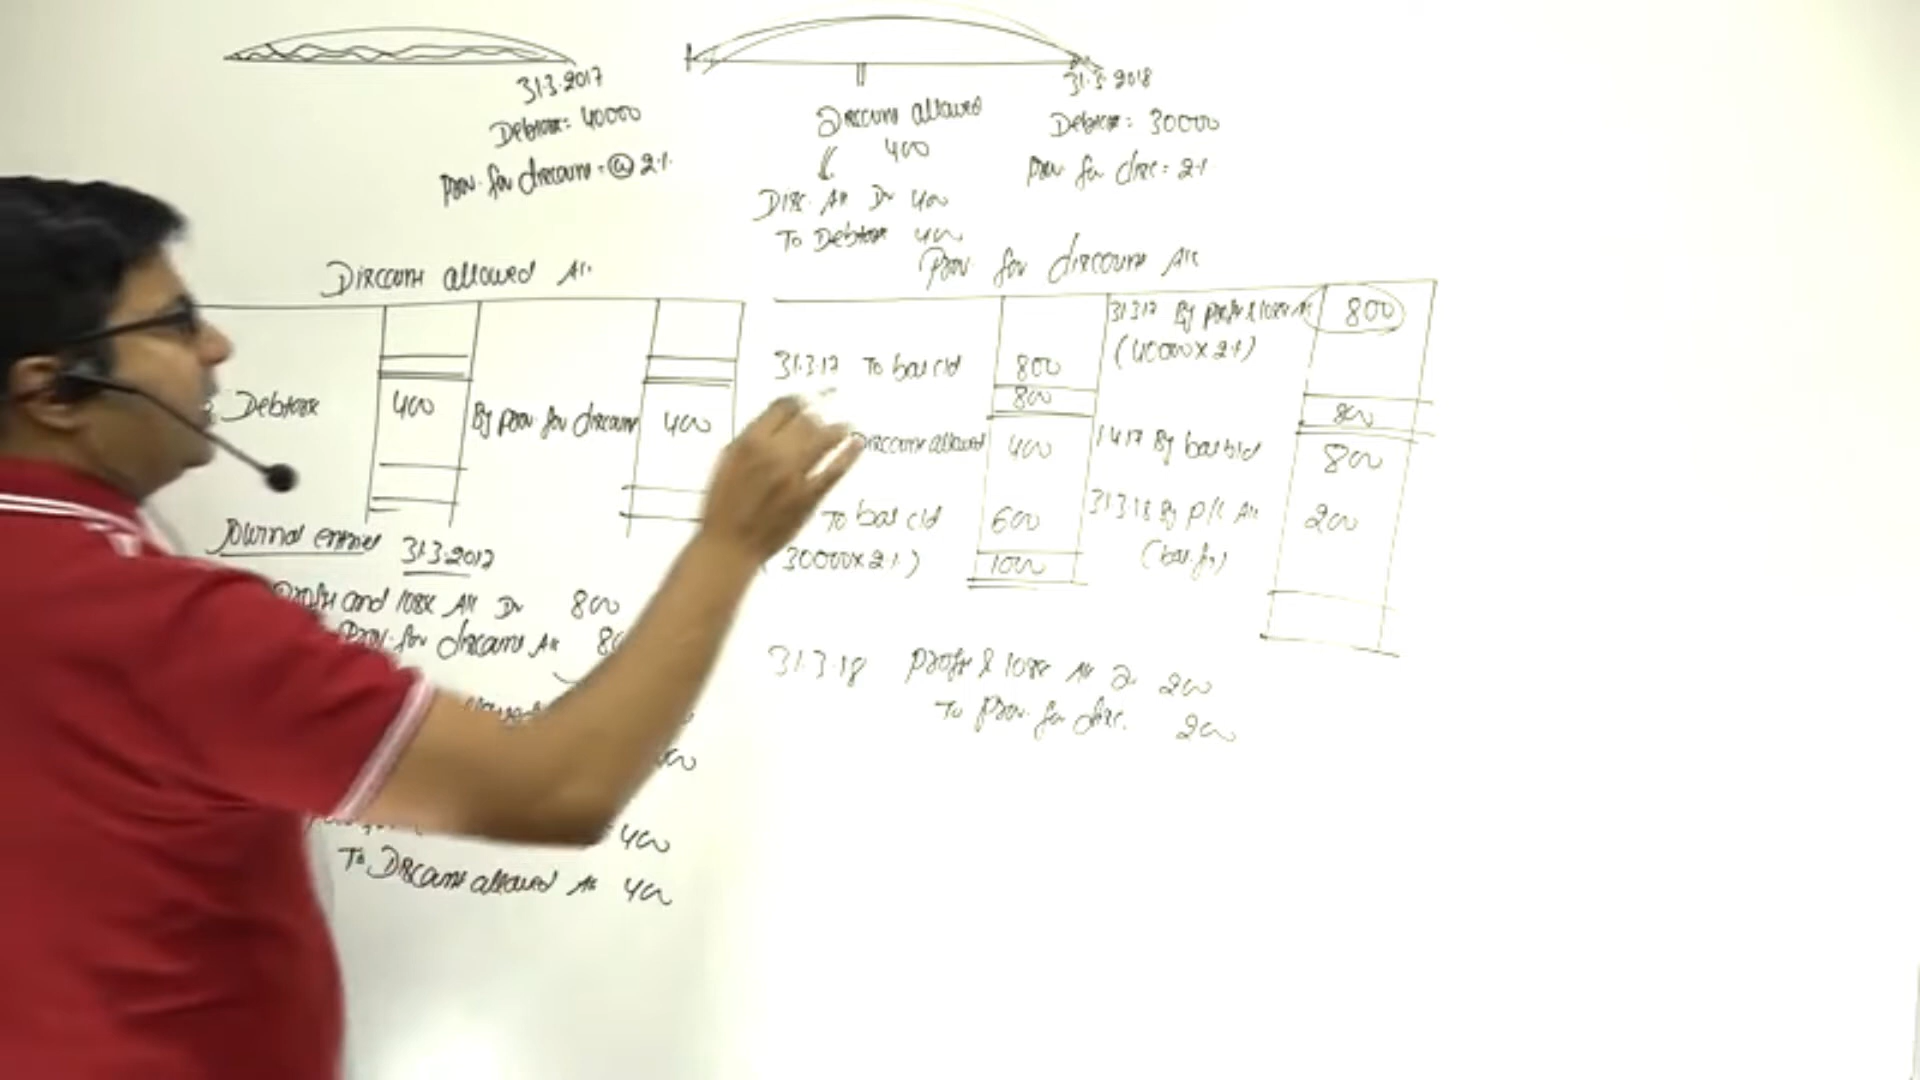 31.3.2017
Debtors: 40000
Prov. for discount = @ 2%
Discount allowed
400
Disc. A/c Dr 400
To Debtors 400
31.3.2018
Debtors: 30000
Prov for disc = 2%
Discount allowed A/c
Debtors 400 By prov. for discount 400
Prov. for discount A/c
31.3.17 By profit & loss A/c 800
(40000 x 2%)
31.3.17 To bal c/d 800
800 800
Discount allowed 400 1.4.17 By bal b/d 800
To bal c/d 600 31.3.18 By P/L A/c 200
(30000 x 2%) (bal. fig)
1000
Journal entries 31.3.2017
Profit and loss A/c Dr 800
Prov. for discount A/c
400
To Discount allowed A/c 400
31.3.18 Profit & loss A/c Dr 200
To Prov. for disc. 200